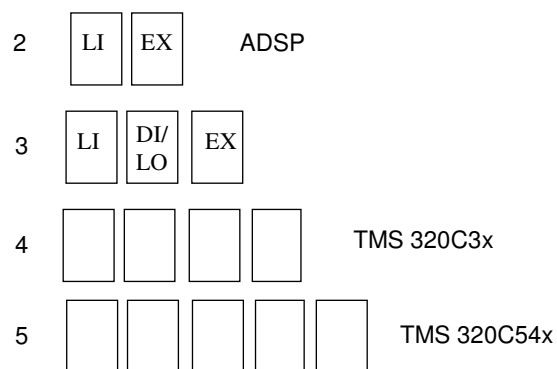 2 LI EX ADSP
3 LI DI/ EX
LO
4 TMS 320C3x
5 TMS 320C54x